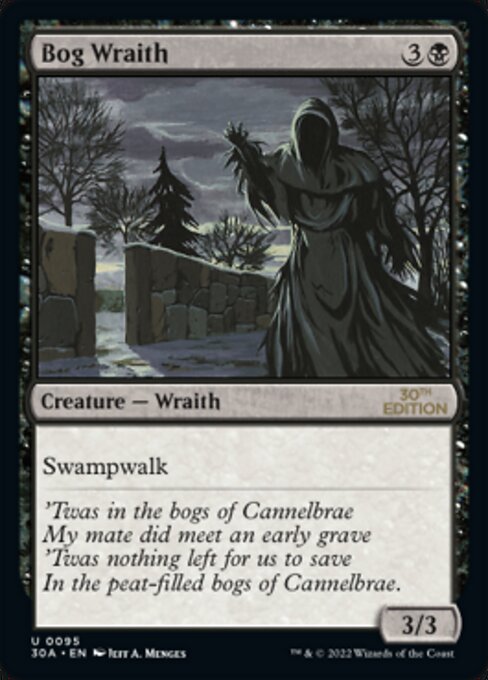 Bog Wraith 3
Creature — Wraith
30TH
EDITION
Swampwalk
'Twas in the bogs of Cannelbrae
My mate did meet an early grave
'Twas nothing left for us to save
In the peat-filled bogs of Cannelbrae.
3/3
U 0095
30A • EN Jeff A. Menges
™ & © 2022 Wizards of the Coast